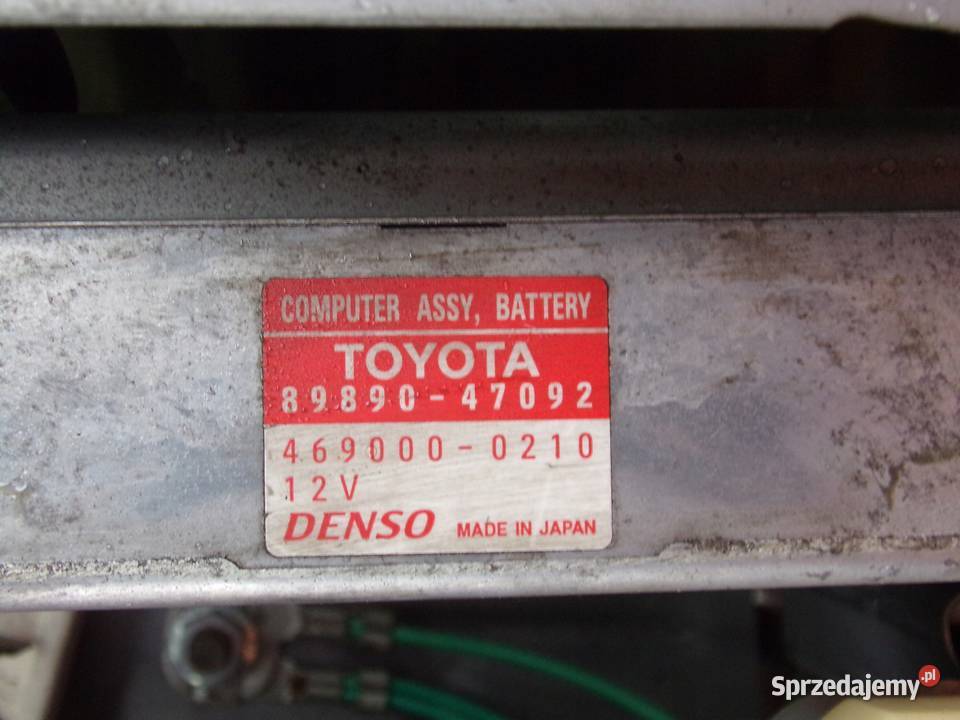 COMPUTER ASSY, BATTERY
TOYOTA
89890-47092
469000-0210
12V
DENSO MADE IN JAPAN
Sprzedajemy.pl